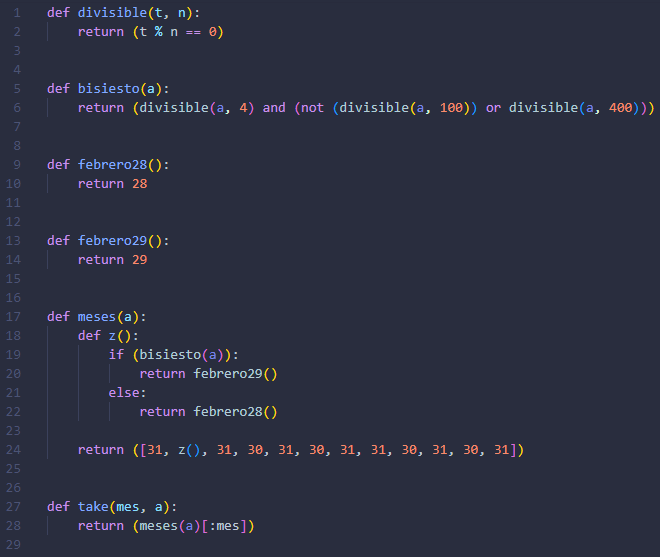 1 def divisible(t, n):
2     return (t % n == 0)
3
4
5 def bisiesto(a):
6     return (divisible(a, 4) and (not (divisible(a, 100)) or divisible(a, 400)))
7
8
9 def febrero28():
10     return 28
11
12
13 def febrero29():
14     return 29
15
16
17 def meses(a):
18     def z():
19         if (bisiesto(a)):
20             return febrero29()
21         else:
22             return febrero28()
23
24     return ([31, z(), 31, 30, 31, 30, 31, 31, 30, 31, 30, 31])
25
26
27 def take(mes, a):
28     return (meses(a)[:mes])
29